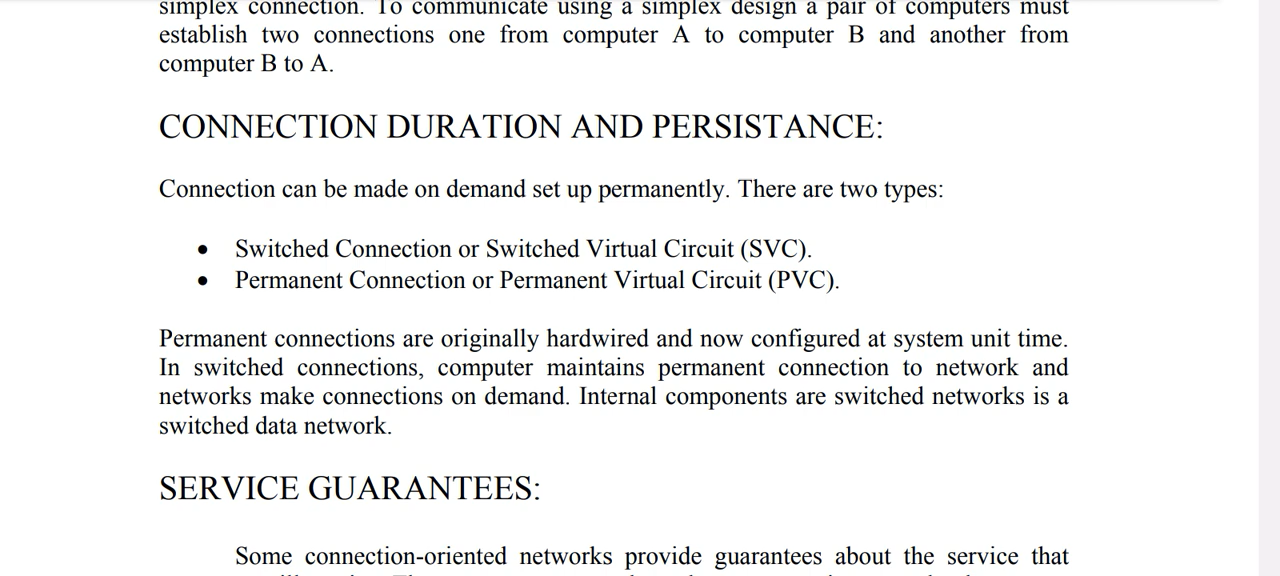 simplex connection. To communicate using a simplex design a pair of computers must
establish two connections one from computer A to computer B and another from
computer B to A.
CONNECTION DURATION AND PERSISTANCE:
Connection can be made on demand set up permanently. There are two types:
• Switched Connection or Switched Virtual Circuit (SVC).
• Permanent Connection or Permanent Virtual Circuit (PVC).
Permanent connections are originally hardwired and now configured at system unit time.
In switched connections, computer maintains permanent connection to network and
networks make connections on demand. Internal components are switched networks is a
switched data network.
SERVICE GUARANTEES:
Some connection-oriented networks provide guarantees about the service that